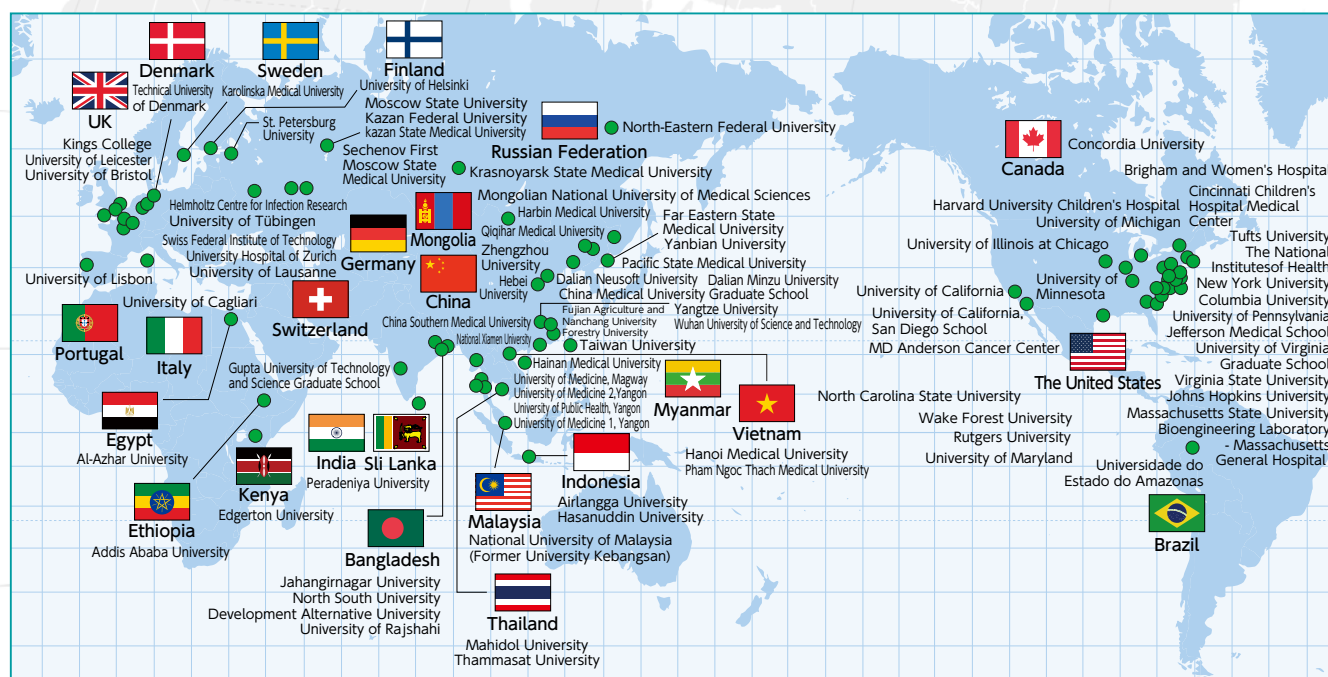 Denmark
Technical University
of Denmark
Sweden
Karolinska Medical University
Finland
University of Helsinki
UK
Kings College
University of Leicester
University of Bristol
St. Petersburg
University
Moscow State University
Kazan Federal University
kazan State Medical University
Sechenov First
Moscow State
Medical University
Russian Federation
North-Eastern Federal University
Krasnoyarsk State Medical University
Helmholtz Centre for Infection Research
University of Tübingen
Germany
Swiss Federal Institute of Technology
University Hospital of Zurich
University of Lausanne
Switzerland
University of Lisbon
Portugal
University of Cagliari
Italy
Mongolian National University of Medical Sciences
Mongolia
Harbin Medical University
Qiqihar Medical University
Zhengzhou
University
Hebei
University
China
Far Eastern State
Medical University
Yanbian University
Pacific State Medical University
Dalian Neusoft University
Dalian Minzu University
China Medical University
Graduate School
Fujian Agriculture and
Yangtze University
China Southern Medical University
Nanchang University
Forestry University
Wuhan University of Science and Technology
National Xiamen University
Taiwan University
Hainan Medical University
University of Medicine, Magway
University of Medicine 2,Yangon
University of Public Health, Yangon
University of Medicine 1, Yangon
Myanmar
Vietnam
Hanoi Medical University
Pham Ngoc Thach Medical University
Gupta University of Technology
and Science Graduate School
India
Sli Lanka
Peradeniya University
Egypt
Al-Azhar University
Kenya
Edgerton University
Ethiopia
Addis Ababa University
Bangladesh
Jahangirnagar University
North South University
Development Alternative University
University of Rajshahi
Indonesia
Airlangga University
Hasanuddin University
Malaysia
National University of Malaysia
(Former University Kebangsan)
Thailand
Mahidol University
Thammasat University
Canada
Concordia University
Brigham and Women's Hospital
Harvard University Children's Hospital
Cincinnati Children's
Hospital Medical
Center
University of Michigan
University of Illinois at Chicago
Tufts University
The National
Institutesof Health
New York University
Columbia University
University of Pennsylvania
Jefferson Medical School
University of Virginia
Graduate School
Virginia State University
Johns Hopkins University
Massachusetts State University
Bioengineering Laboratory
- Massachusetts
General Hospital
University of
Minnesota
University of California
University of California,
San Diego School
MD Anderson Cancer Center
The United States
North Carolina State University
Wake Forest University
Rutgers University
University of Maryland
Universidade do
Estado do Amazonas
Brazil